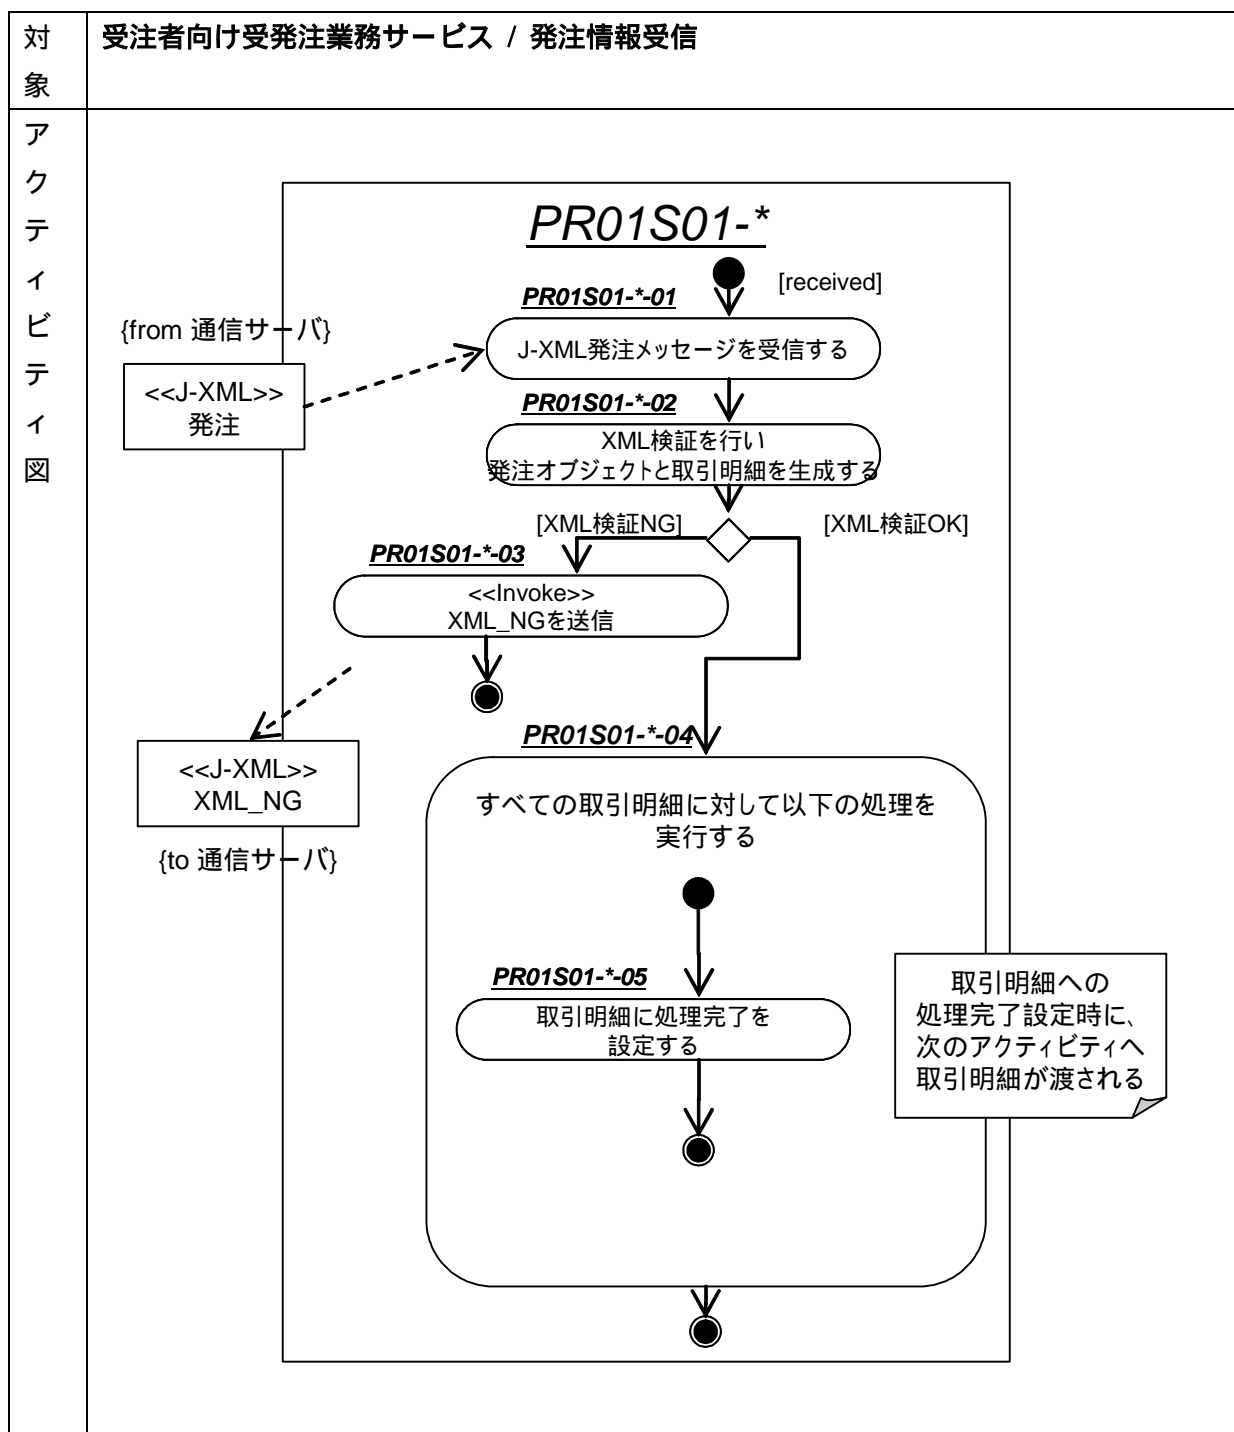 対象
受注者向け受発注業務サービス / 発注情報受信
アクティビティ図
PR01S01-*
[received]
PR01S01-*-01
{from 通信サーバ}
J-XML発注メッセージを受信する
<<J-XML>>
発注
PR01S01-*-02
XML検証を行い
発注オブジェクトと取引明細を生成する
[XML検証NG]
[XML検証OK]
PR01S01-*-03
<<Invoke>>
XML_NGを送信
PR01S01-*-04
<<J-XML>>
XML_NG
{to 通信サーバ}
すべての取引明細に対して以下の処理を
実行する
PR01S01-*-05
取引明細に処理完了を
設定する
取引明細への
処理完了設定時に、
次のアクティビティへ
取引明細が渡される